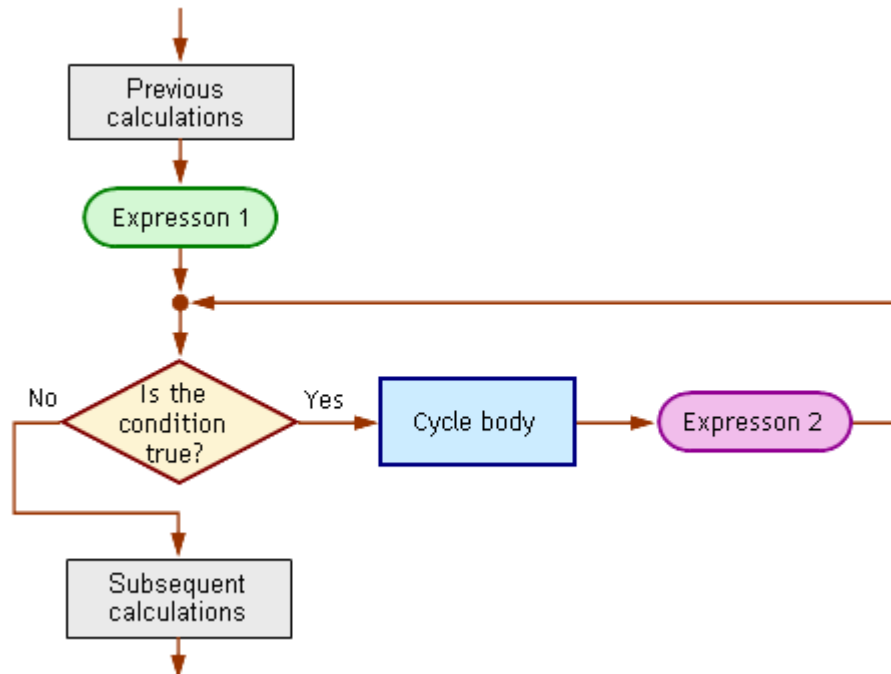 Previous
calculations
Expresson 1
No
Is the
condition
true?
Yes
Cycle body
Expresson 2
Subsequent
calculations